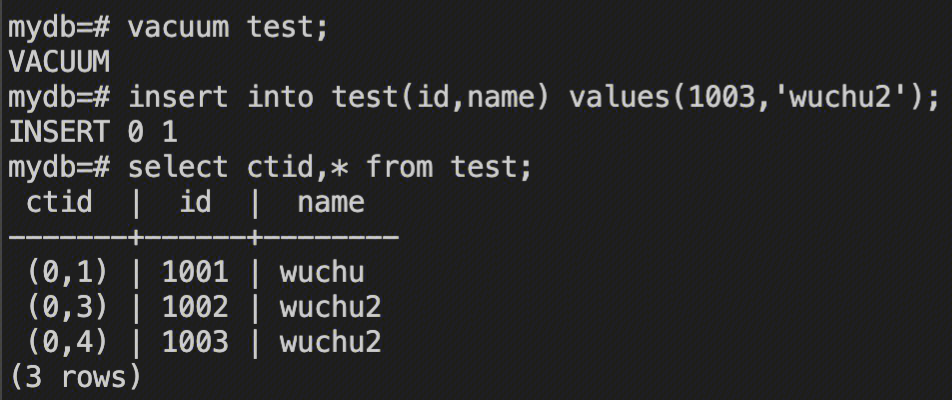 mydb=# vacuum test;
VACUUM
mydb=# insert into test(id,name) values(1003,'wuchu2');
INSERT 0 1
mydb=# select ctid,* from test;
 ctid  |  id  |  name
-------+------+--------
 (0,1) | 1001 | wuchu
 (0,3) | 1002 | wuchu2
 (0,4) | 1003 | wuchu2
(3 rows)